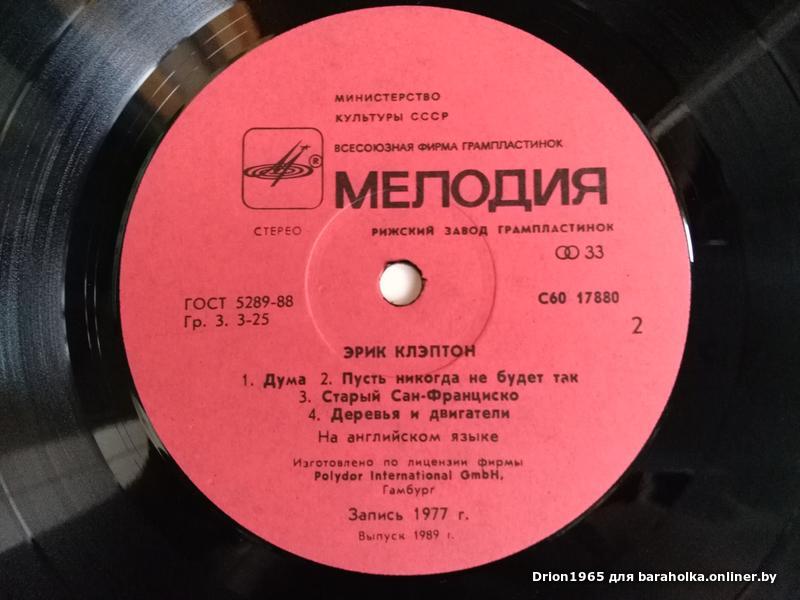 МИНИСТЕРСТВО
КУЛЬТУРЫ СССР
ВСЕСОЮЗНАЯ ФИРМА ГРАМПЛАСТИНОК
®
МЕЛОДИЯ
СТЕРЕО РИЖСКИЙ ЗАВОД ГРАМПЛАСТИНОК
33
ГОСТ 5289-88 С60 17880
Гр. 3. 3-25 2
ЭРИК КЛЭПТОН
1. Дума 2. Пусть никогда не будет так
3. Старый Сан-Франциско
4. Деревья и двигатели
На английском языке
Изготовлено по лицензии фирмы
Polydor International GmbH,
Гамбург
Запись 1977 г.
Выпуск 1989 г.
Drion1965 для baraholka.onliner.by